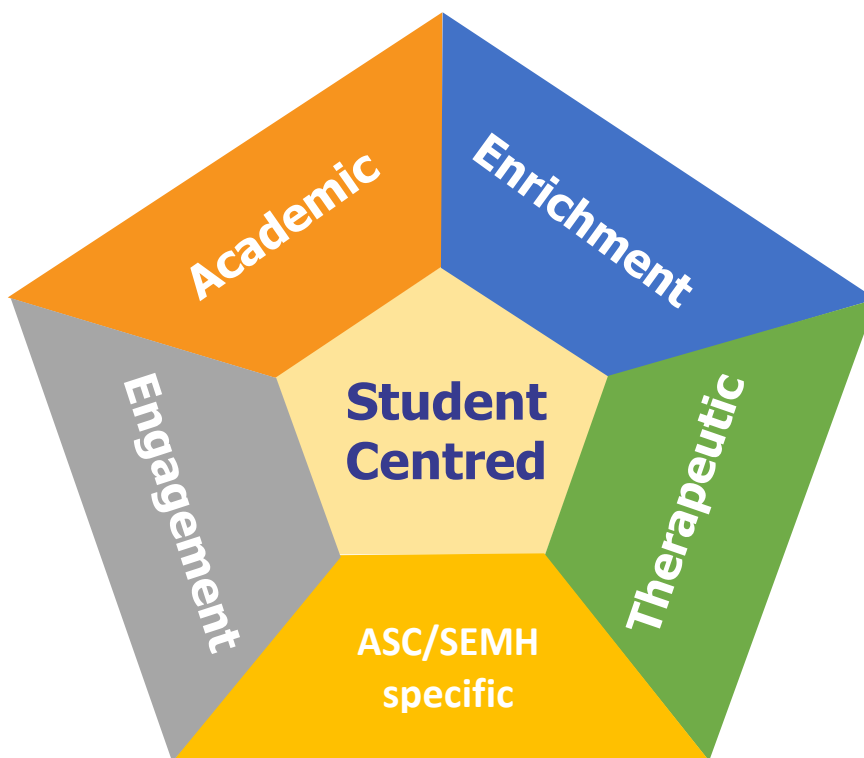 Academic
Enrichment
Student
Centred
Engagement
Therapeutic
ASC/SEMH
specific